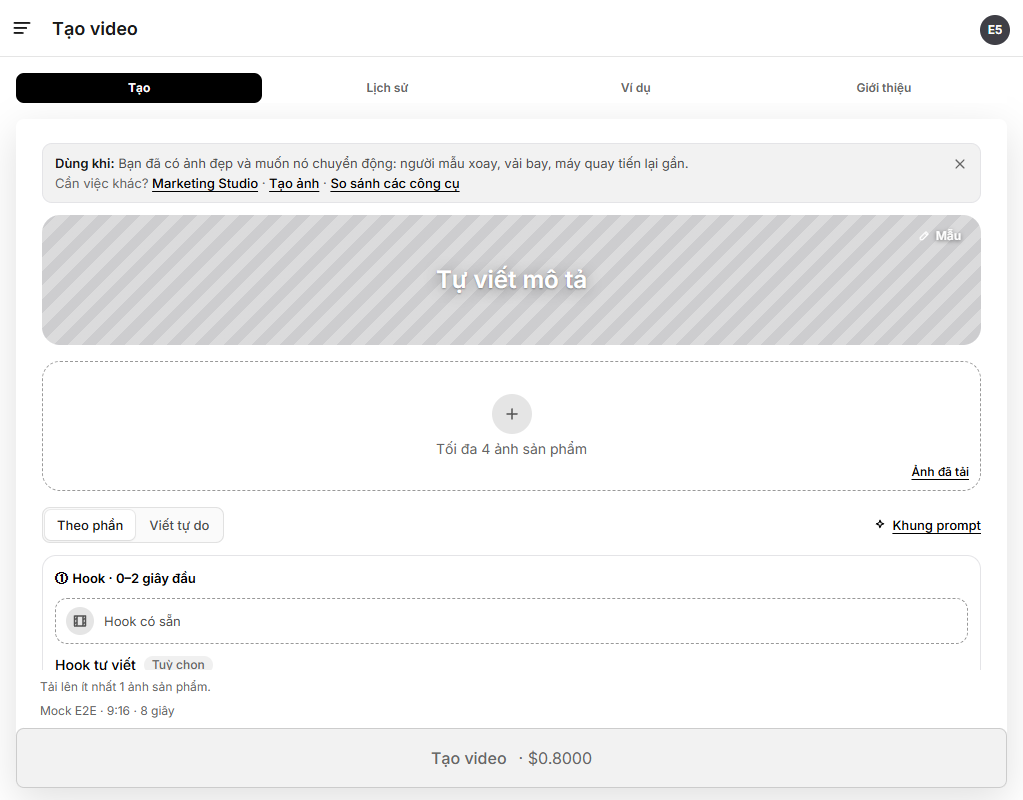 Tạo video
E5
Tạo
Lịch sử
Ví dụ
Giới thiệu
Dùng khi: Bạn đã có ảnh đẹp và muốn nó chuyển động: người mẫu xoay, vải bay, máy quay tiến lại gần.
Cần việc khác? Marketing Studio · Tạo ảnh · So sánh các công cụ
Mẫu
Tự viết mô tả
Tối đa 4 ảnh sản phẩm
Ảnh đã tải
Theo phần
Viết tự do
Khung prompt
① Hook · 0–2 giây đầu
Hook có sẵn
Hook tự viết
Tuỳ chọn
Tải lên ít nhất 1 ảnh sản phẩm.
Mock E2E · 9:16 · 8 giây
Tạo video · $0.8000